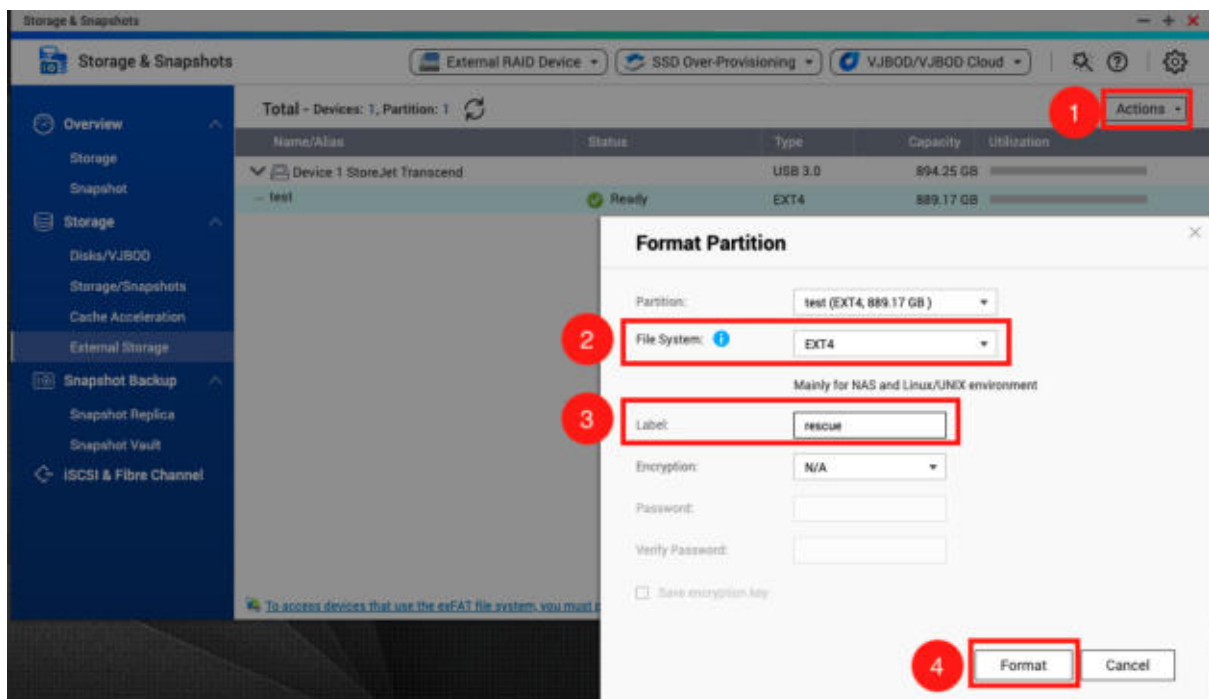 Storage & Snapshots
Storage & Snapshots External RAID Device SSD Over-Provisioning VJBOD/VJBOD Cloud
Total - Devices: 1, Partition: 1 1 Actions
Name/Alias Status Type Capacity Utilization
Device 1 StoreJet Transcend USB 3.0 894.25 GB
test Ready EXT4 889.17 GB
Overview
Storage
Snapshot
Storage
Disks/VJBOD
Storage/Snapshots
Cache Acceleration
External Storage
Snapshot Backup
Snapshot Replica
Snapshot Vault
iSCSI & Fibre Channel
Format Partition
Partition: test (EXT4, 889.17 GB )
2 File System: EXT4
Mainly for NAS and Linux/UNIX environment
3 Label: rescue
Encryption: N/A
Password:
Verify Password:
Save encryption key
To access devices that use the exFAT file system, you must
4 Format Cancel